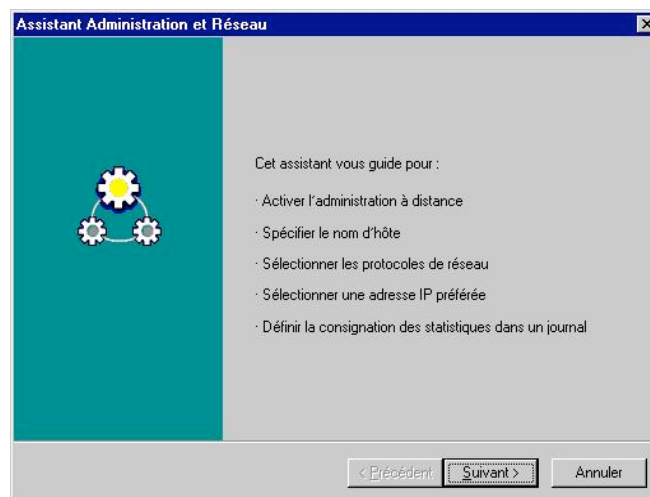 Assistant Administration et Réseau
Cet assistant vous guide pour :
· Activer l'administration à distance
· Spécifier le nom d'hôte
· Sélectionner les protocoles de réseau
· Sélectionner une adresse IP préférée
· Définir la consignation des statistiques dans un journal
< Précédent
Suivant >
Annuler